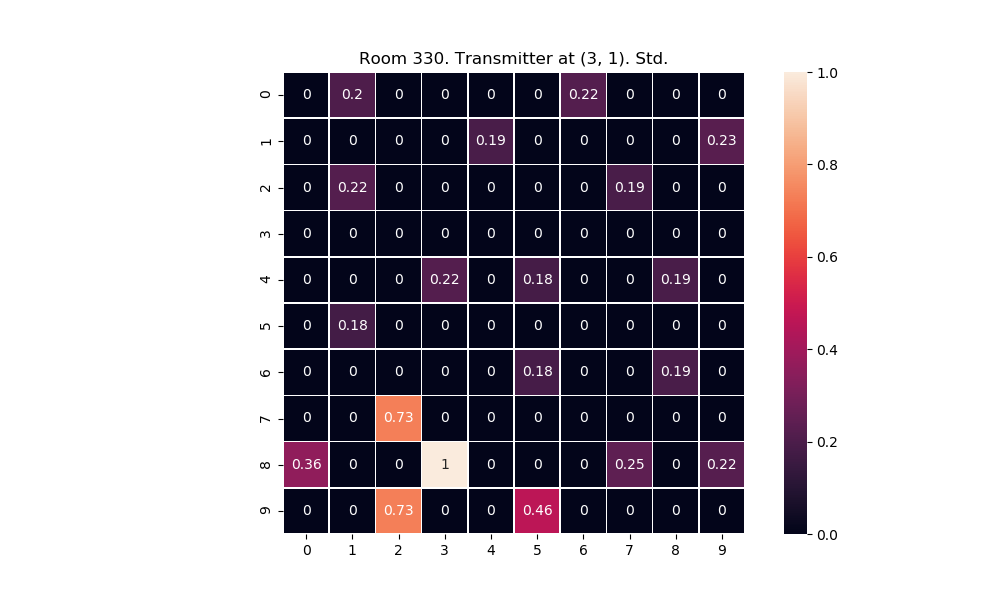 Room 330. Transmitter at (3, 1). Std.
0 0 0.2 0 0 0 0 0.22 0 0 0
1 0 0 0 0 0.19 0 0 0 0 0.23
2 0 0.22 0 0 0 0 0 0.19 0 0
3 0 0 0 0 0 0 0 0 0 0
4 0 0 0 0.22 0 0.18 0 0 0.19 0
5 0 0.18 0 0 0 0 0 0 0 0
6 0 0 0 0 0 0.18 0 0 0.19 0
7 0 0 0.73 0 0 0 0 0 0 0
8 0.36 0 0 1 0 0 0 0.25 0 0.22
9 0 0 0.73 0 0 0.46 0 0 0 0
0 1 2 3 4 5 6 7 8 9
1.0
0.8
0.6
0.4
0.2
0.0